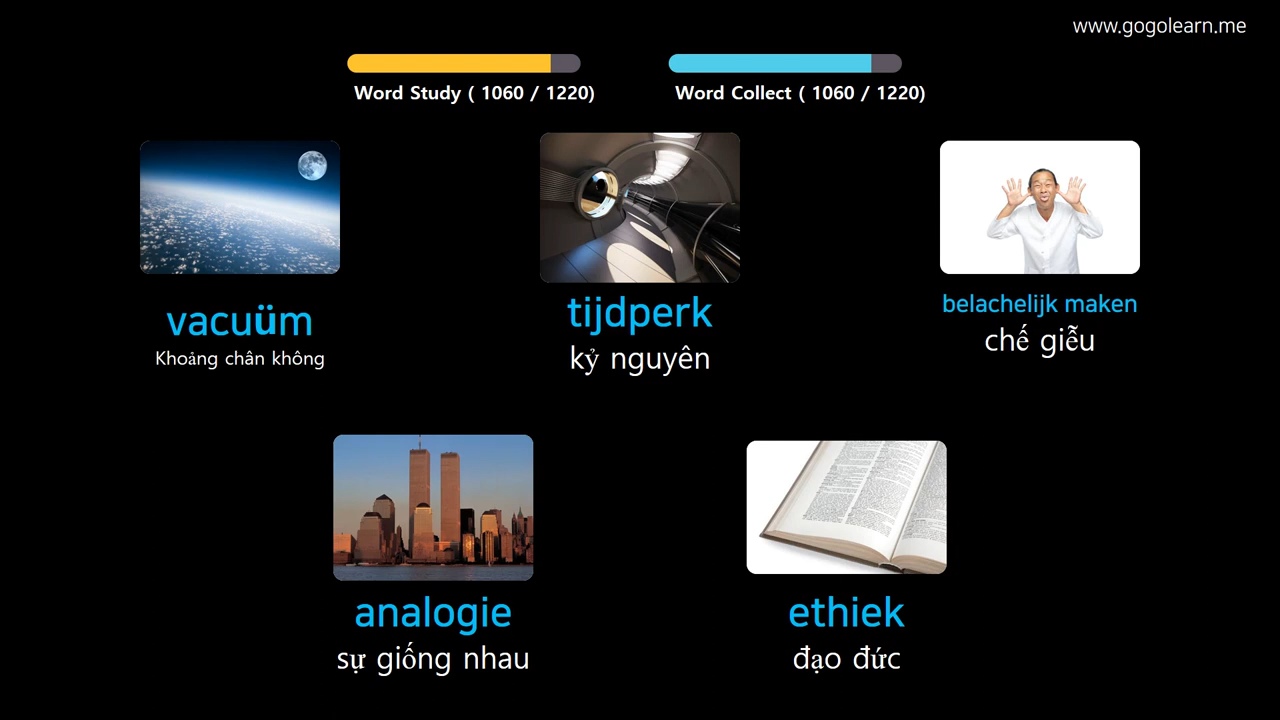 www.gogolearn.me
Word Study ( 1060 / 1220)
Word Collect ( 1060 / 1220)
vacuüm
Khoảng chân không
tijdperk
kỷ nguyên
belachelijk maken
chế giễu
analogie
sự giống nhau
ethiek
đạo đức